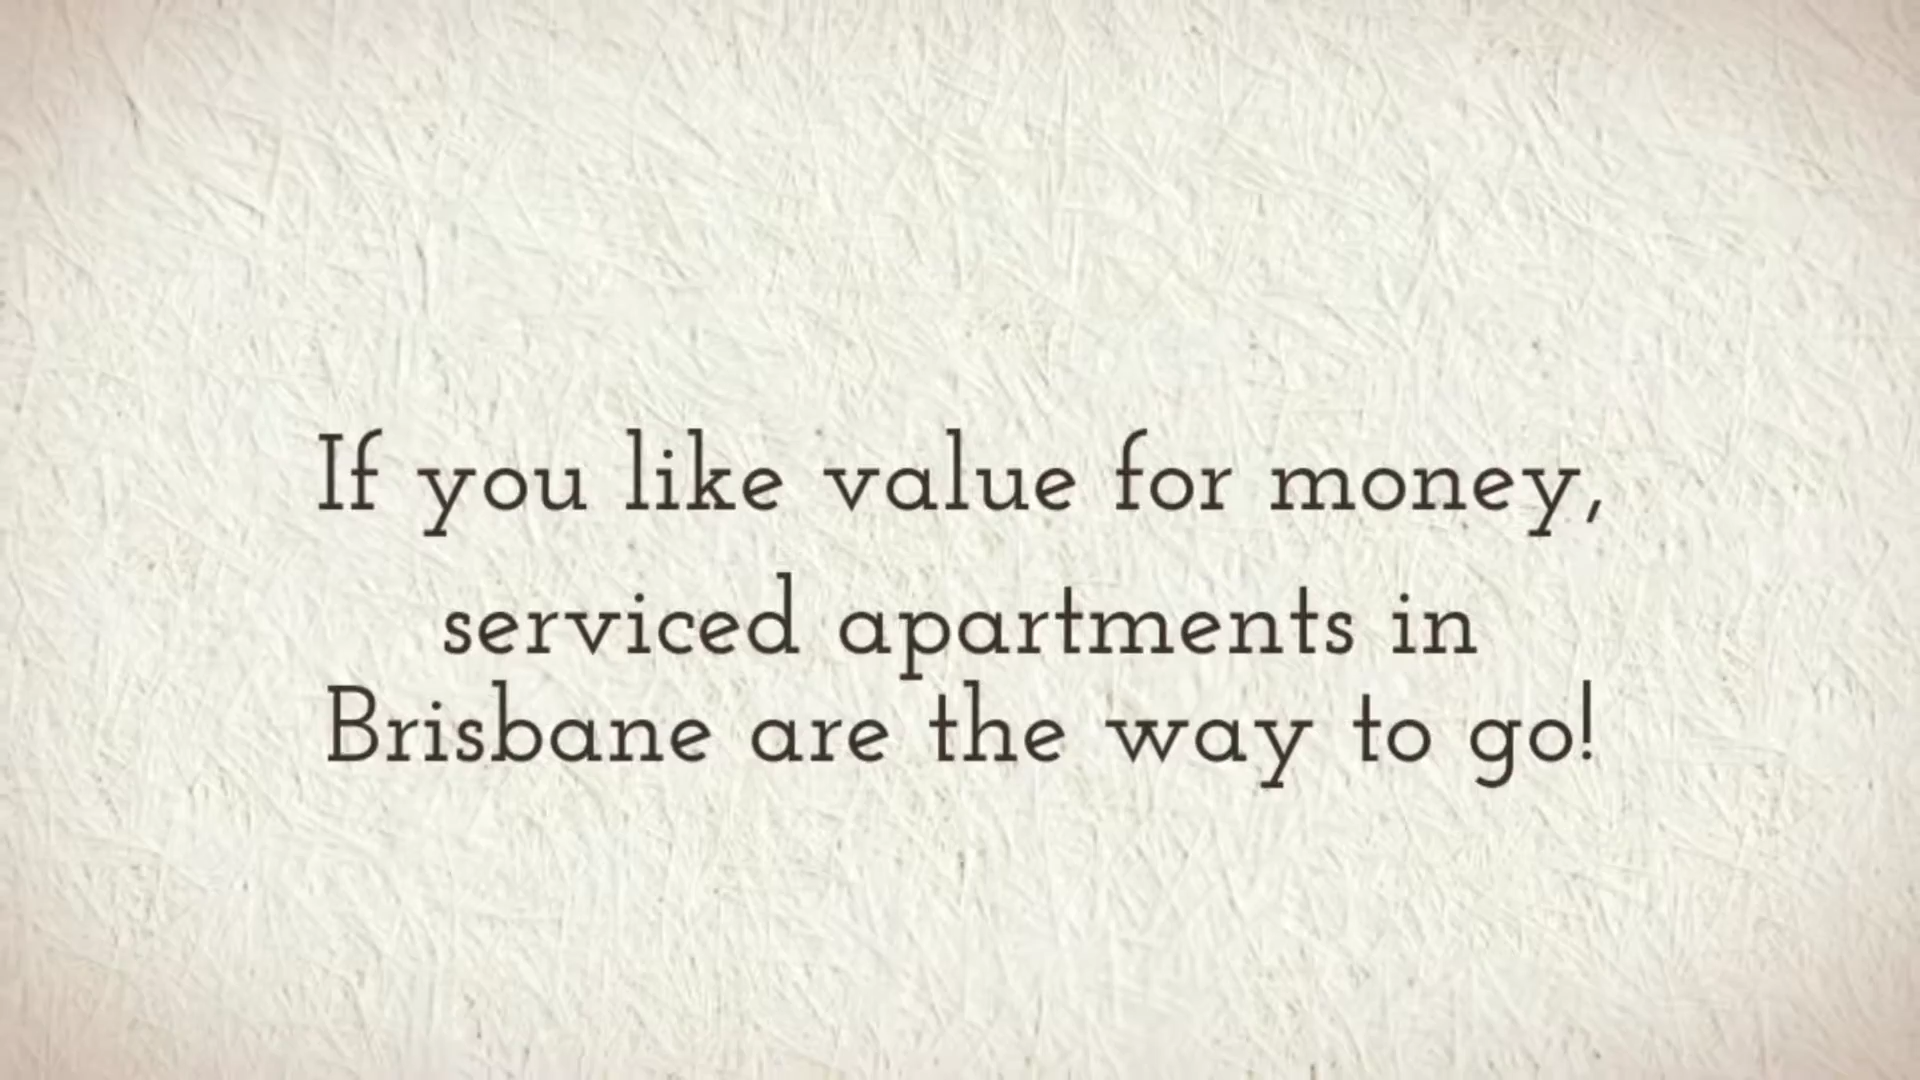 If you like value for money,
serviced apartments in
Brisbane are the way to go!